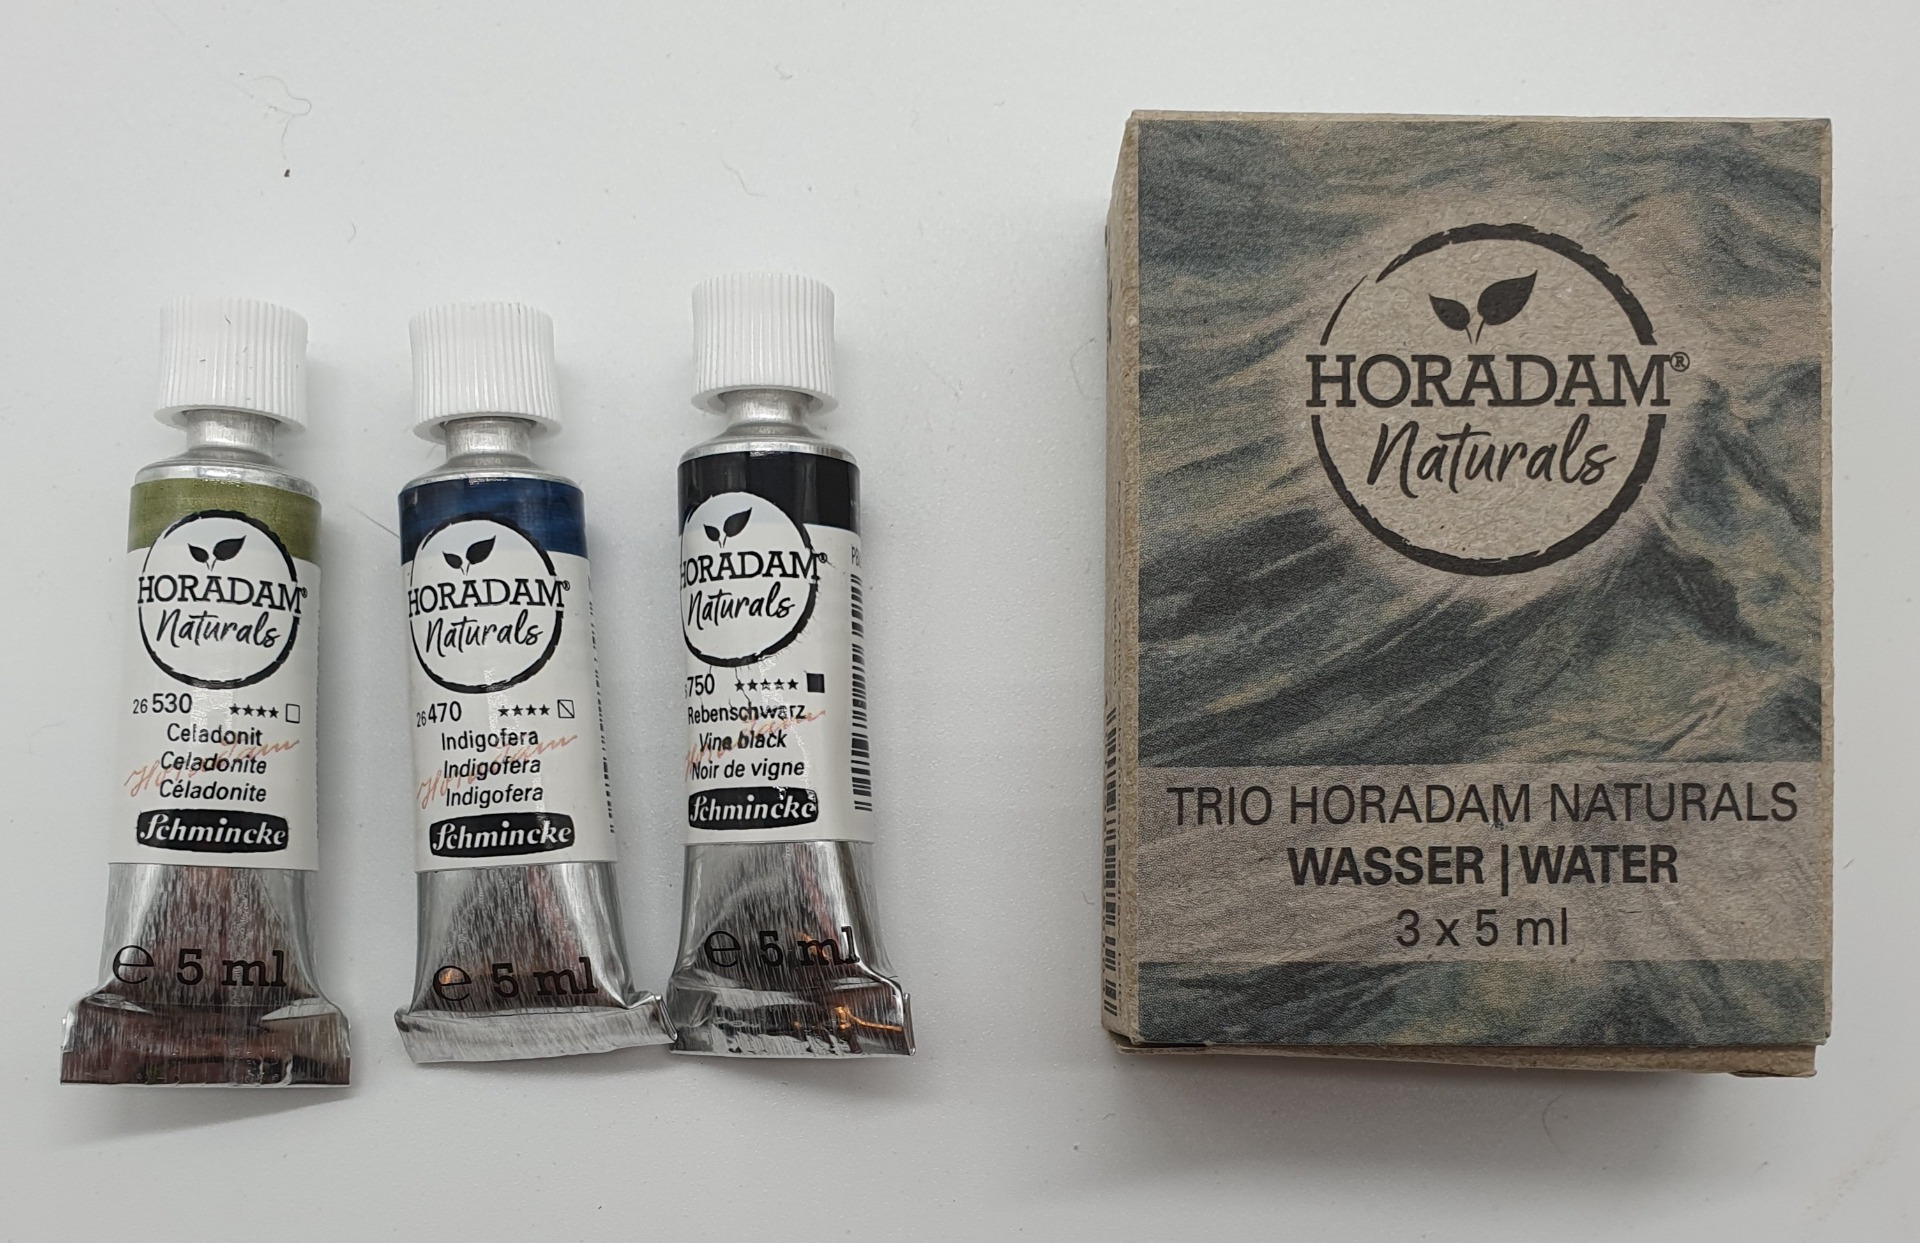 HORADAM®
Naturals
26 530 ★★★★
Celadonit
Celadonite
Céladonite
Schmincke
℮ 5 ml
HORADAM®
Naturals
26 470 ★★★★
Indigofera
Indigofera
Indigofera
Schmincke
℮ 5 ml
HORADAM®
Naturals
750 ★★★★★
Rebenschwarz
Vine black
Noir de vigne
Schmincke
℮ 5 ml
HORADAM®
Naturals
TRIO HORADAM NATURALS
WASSER | WATER
3 x 5 ml